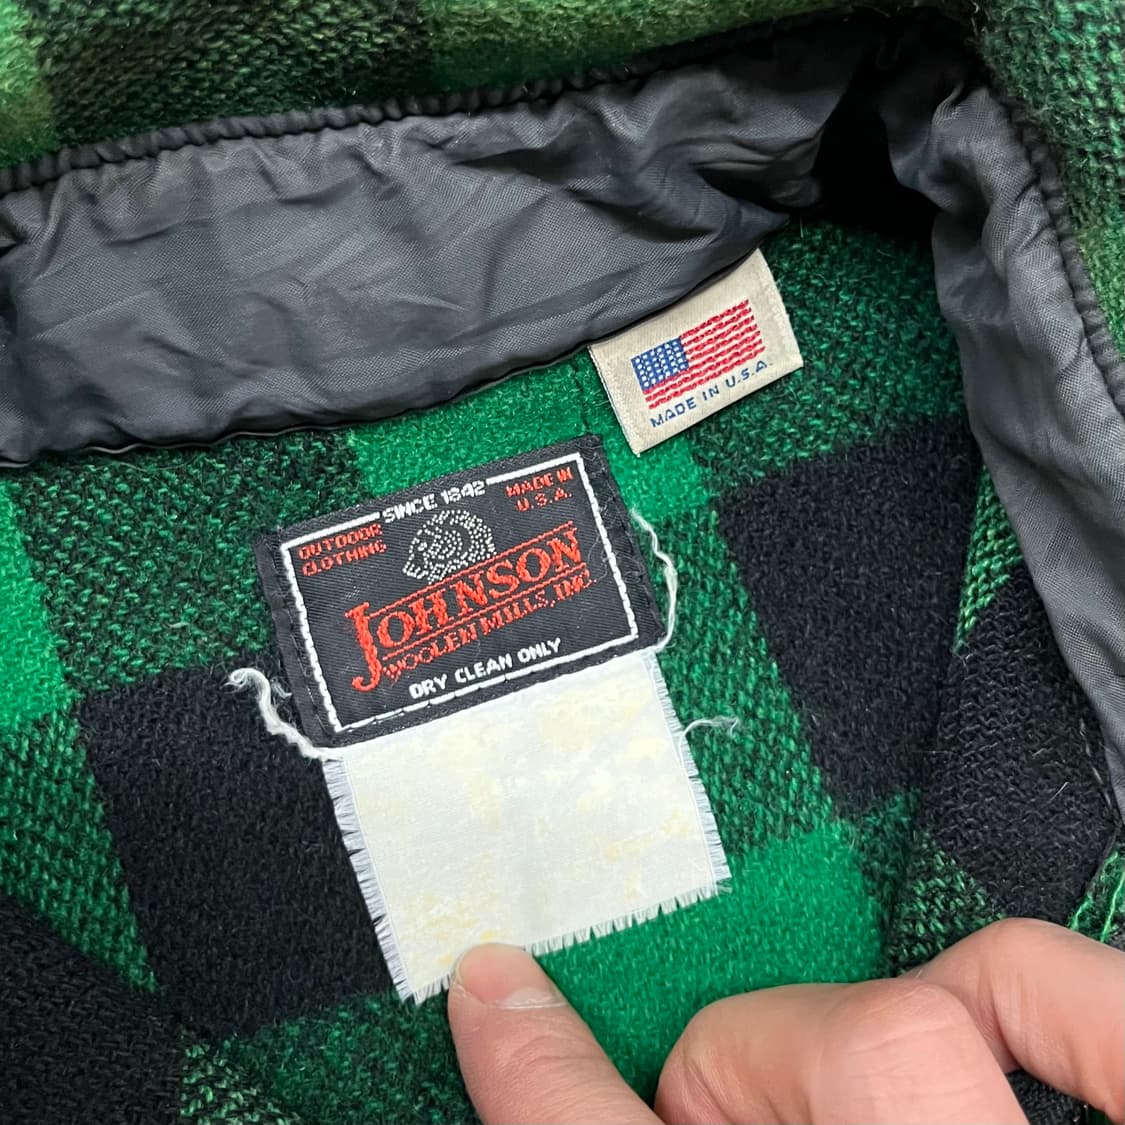 MADE IN U.S.A.
SINCE 1842
MADE IN
U.S.A.
OUTDOOR
CLOTHING
JOHNSON
WOOLEN MILLS, INC.
DRY CLEAN ONLY